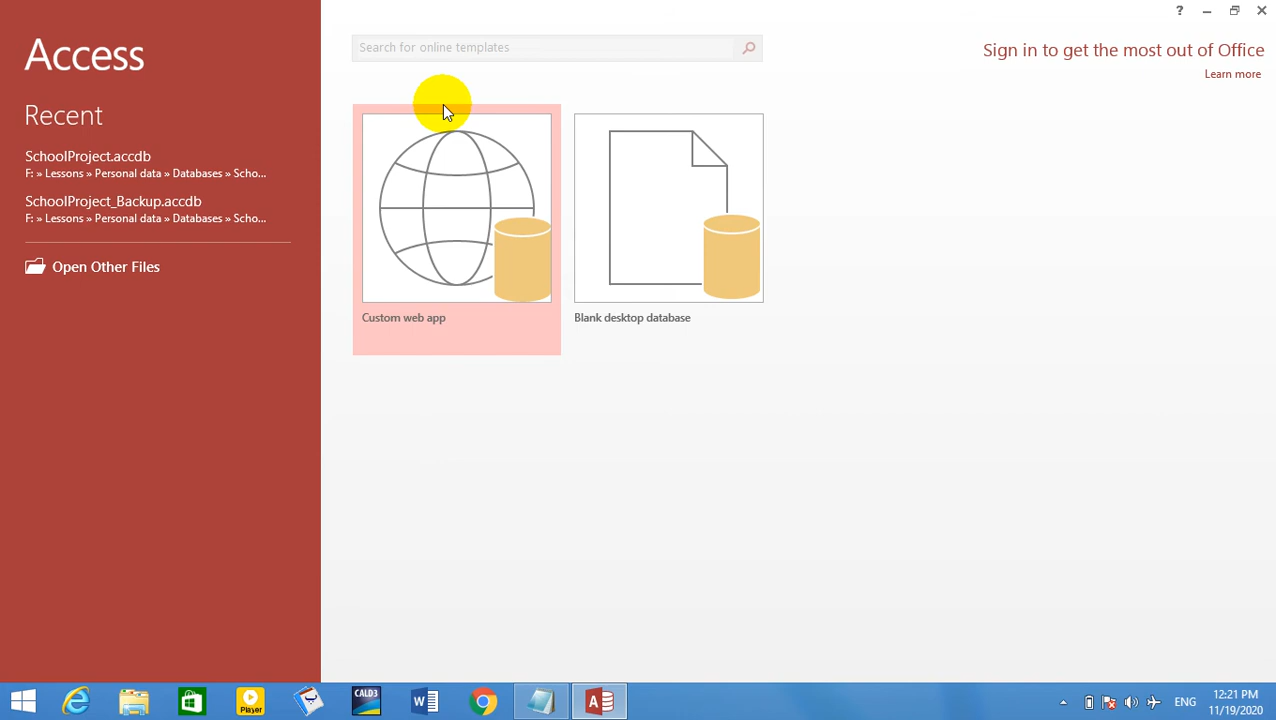 Access
Recent
SchoolProject.accdb
F: » Lessons » Personal data » Databases » Scho...
SchoolProject_Backup.accdb
F: » Lessons » Personal data » Databases » Scho...
Open Other Files
Search for online templates
?
Sign in to get the most out of Office
Learn more
Custom web app
Blank desktop database
Player
CALD3
ENG
12:21 PM
11/19/2020